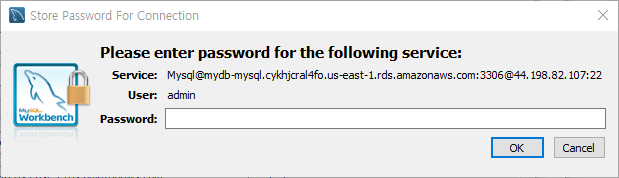 Store Password For Connection
Please enter password for the following service:
Service: Mysql@mydb-mysql.cykhjcral4fo.us-east-1.rds.amazonaws.com:3306@44.198.82.107:22
User: admin
Password:
MySQL
Workbench
OK Cancel